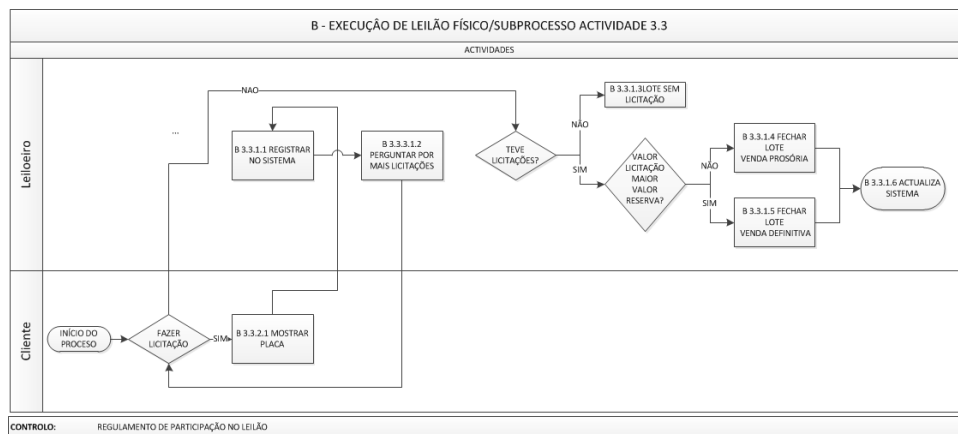 B - EXECUÇÂO DE LEILÃO FÍSICO/SUBPROCESSO ACTIVIDADE 3.3
ACTIVIDADES
Leiloeiro
NAO
...
B 3.3.1.1 REGISTRAR
NO SISTEMA
B 3.3.3.1.2
PERGUNTAR POR
MAIS LICITAÇÕES
TEVE
LICITAÇÕES?
NÃO
SIM
B 3.3.1.3LOTE SEM
LICITAÇÃO
VALOR
LICITAÇÃO
MAIOR
VALOR
RESERVA?
NÃO
SIM
B 3.3.1.4 FECHAR
LOTE
VENDA PROSÓRIA
B 3.3.1.5 FECHAR
LOTE
VENDA DEFINITIVA
B 3.3.1.6 ACTUALIZA
SISTEMA
Cliente
INÍCIO DO
PROCESSO
FAZER
LICITAÇÃO
SIM
B 3.3.2.1 MOSTRAR
PLACA
CONTROLO: REGULAMENTO DE PARTICIPAÇÃO NO LEILÃO